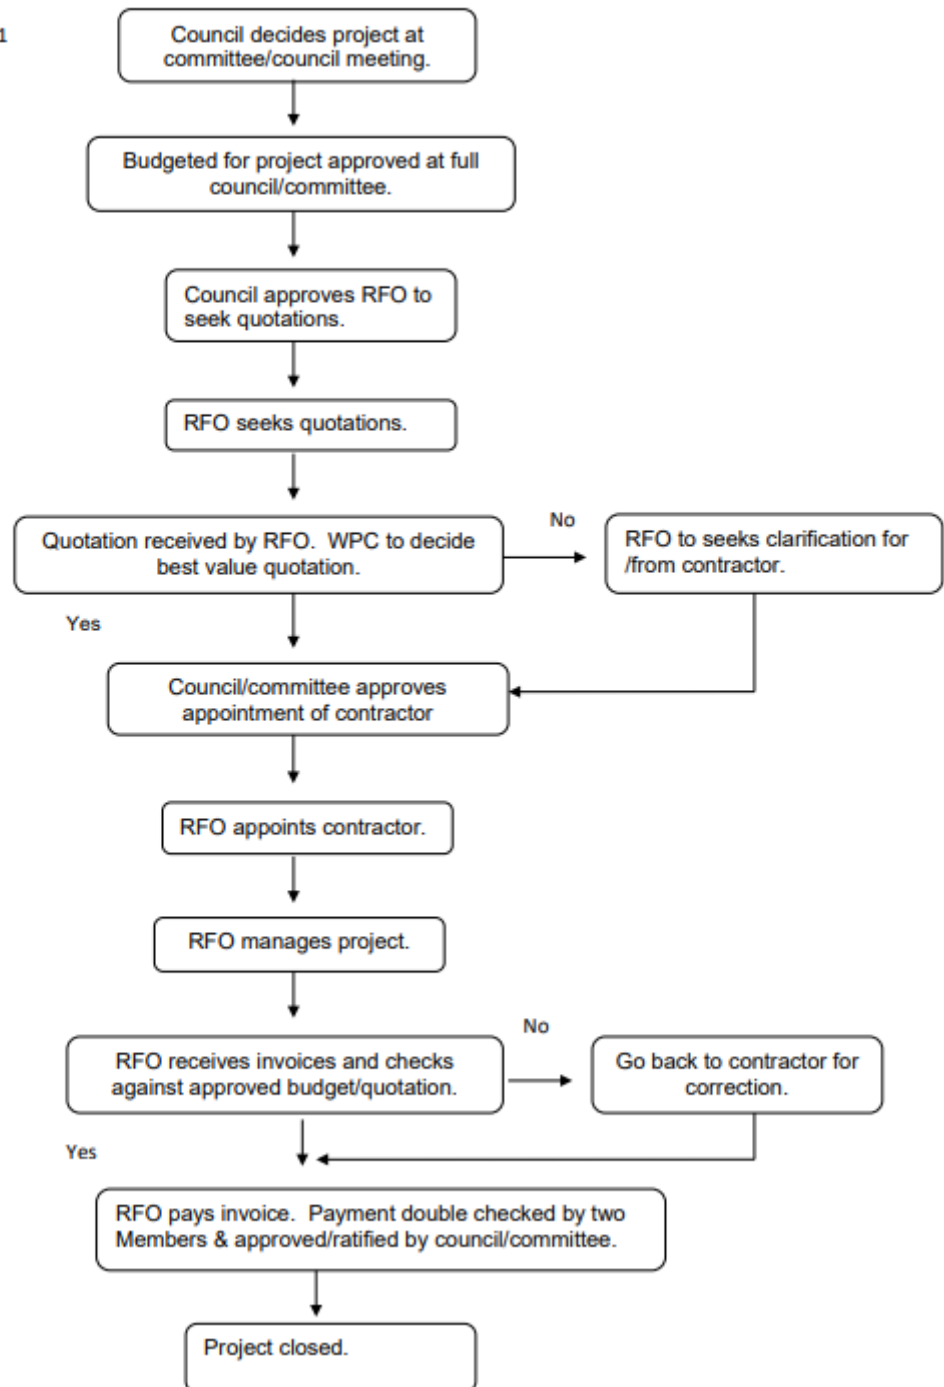 1
Council decides project at
committee/council meeting.
Budgeted for project approved at full
council/committee.
Council approves RFO to
seek quotations.
RFO seeks quotations.
Quotation received by RFO.  WPC to decide
best value quotation.
No
RFO to seeks clarification for
/from contractor.
Yes
Council/committee approves
appointment of contractor
RFO appoints contractor.
RFO manages project.
RFO receives invoices and checks
against approved budget/quotation.
No
Go back to contractor for
correction.
Yes
RFO pays invoice.  Payment double checked by two
Members & approved/ratified by council/committee.
Project closed.